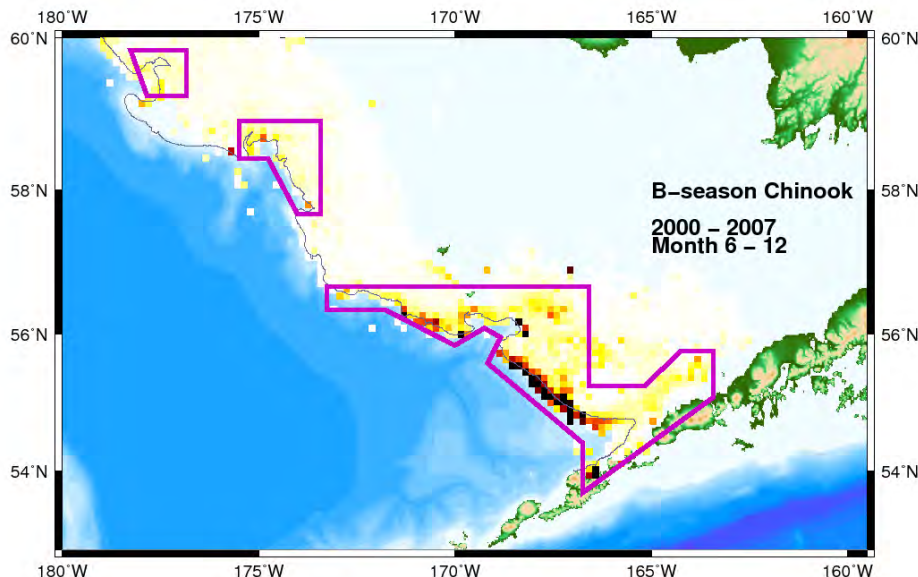 180˚W 175˚W 170˚W 165˚W 160˚W
60˚N 60˚N
58˚N 58˚N
B−season Chinook
2000 − 2007
Month 6 − 12
56˚N 56˚N
54˚N 54˚N
180˚W 175˚W 170˚W 165˚W 160˚W